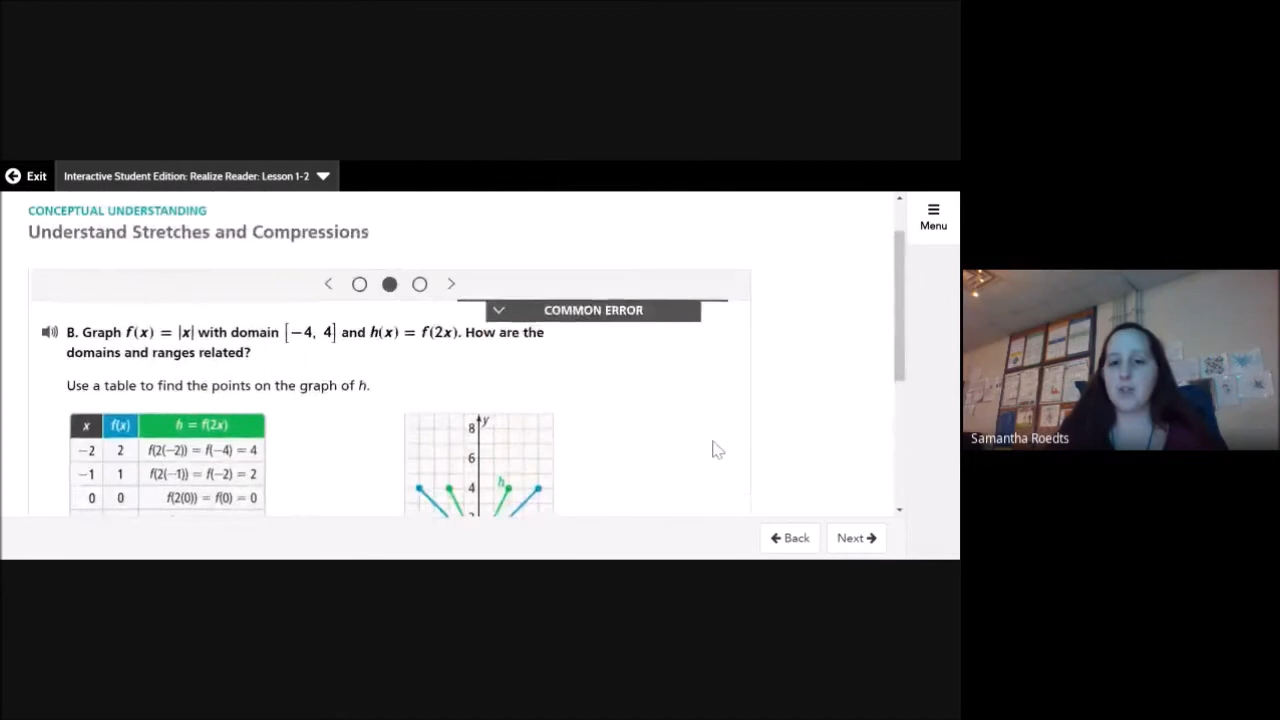 Exit
Interactive Student Edition: Realize Reader: Lesson 1-2
CONCEPTUAL UNDERSTANDING
Understand Stretches and Compressions
Menu
COMMON ERROR
B. Graph f(x) = |x| with domain [−4, 4] and h(x) = f(2x). How are the
domains and ranges related?
Use a table to find the points on the graph of h.
x f(x) h = f(2x)
−2 2 f(2(−2)) = f(−4) = 4
−1 1 f(2(−1)) = f(−2) = 2
0 0 f(2(0)) = f(0) = 0
y
8
6
4
h
Back
Next
Samantha Roedts